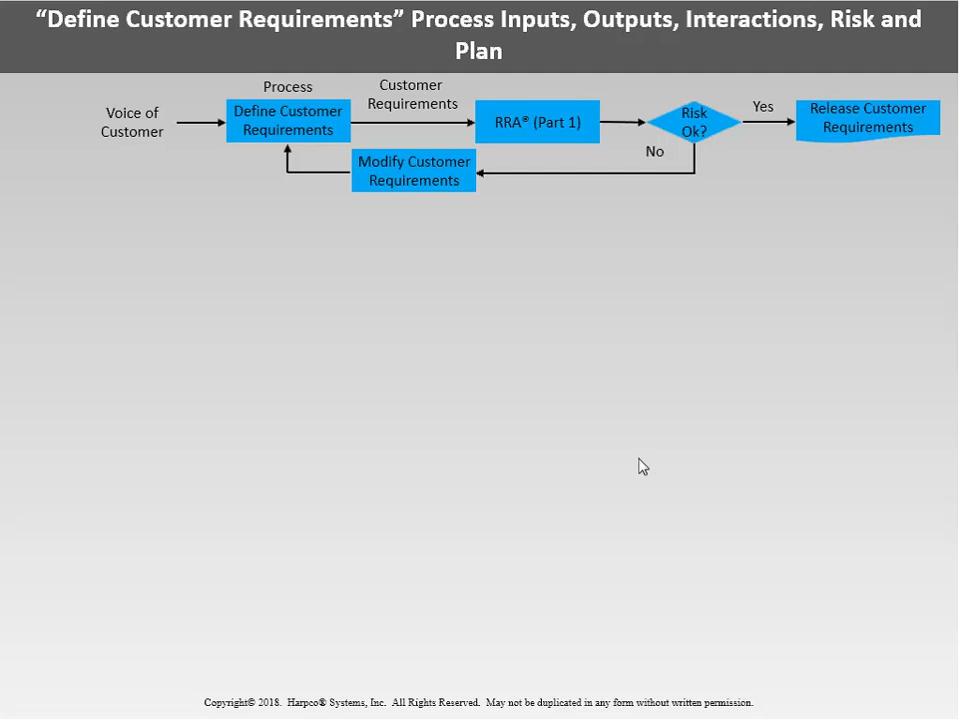 “Define Customer Requirements” Process Inputs, Outputs, Interactions, Risk and
Plan
Voice of
Customer
Process
Define Customer
Requirements
Customer
Requirements
RRA® (Part 1)
Risk
Ok?
Yes
Release Customer
Requirements
No
Modify Customer
Requirements
Copyright© 2018. Harpco® Systems, Inc. All Rights Reserved. May not be duplicated in any form without written permission.